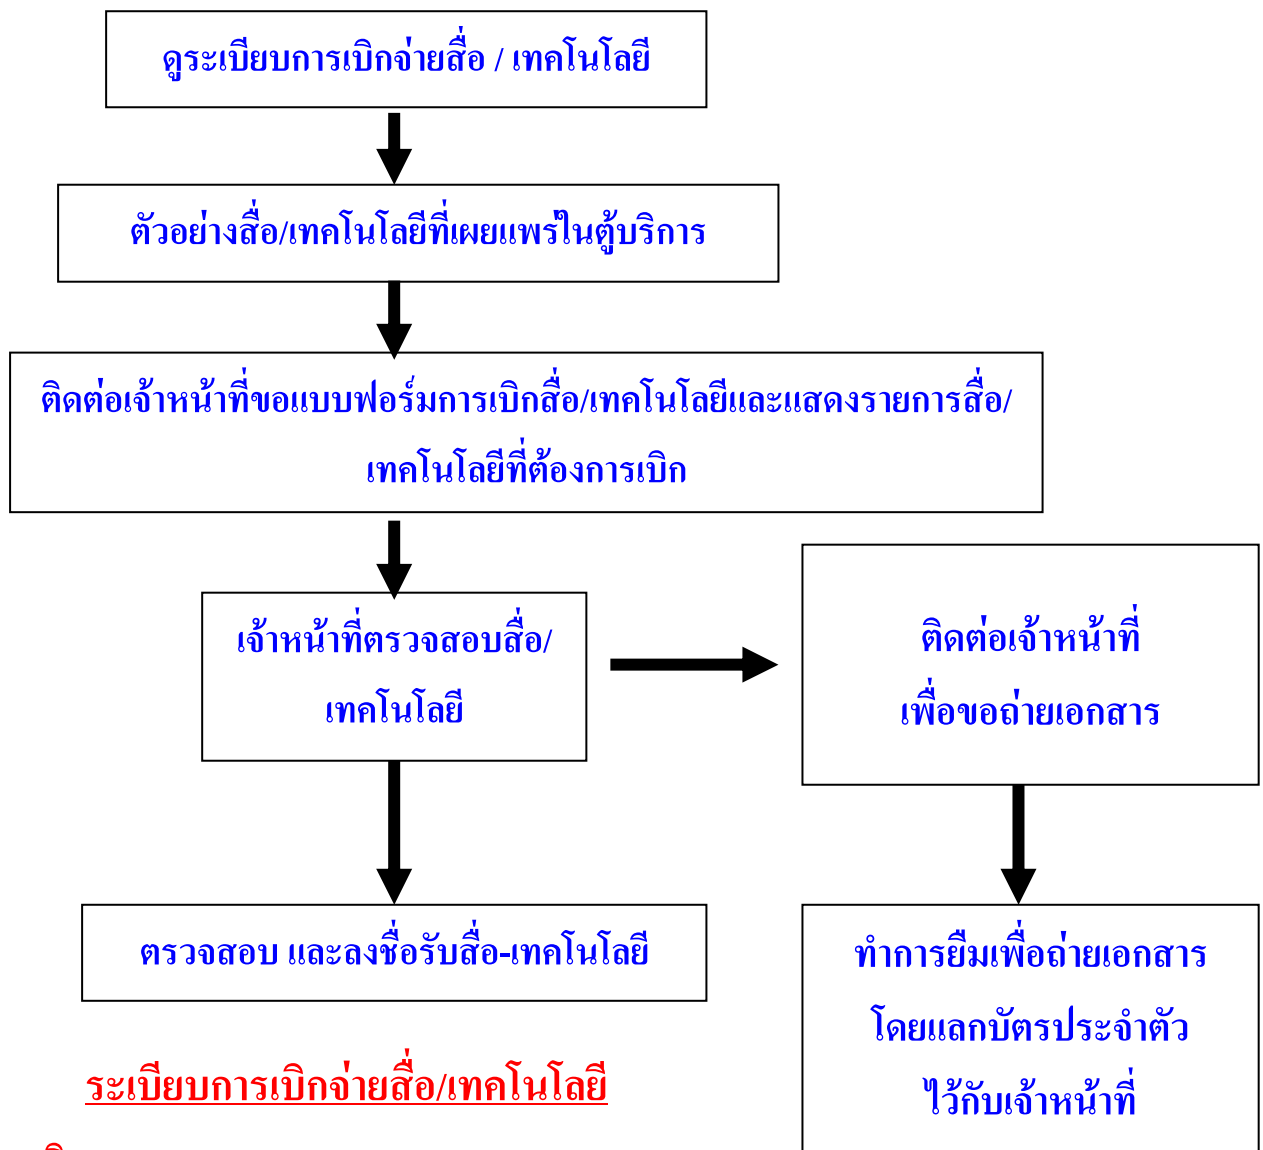 ดูระเบียบการเบิกจ่ายสื่อ / เทคโนโลยี
ตัวอย่างสื่อ/เทคโนโลยีที่เผยแพร่ในตู้บริการ
ติดต่อเจ้าหน้าที่ขอแบบฟอร์มการเบิกสื่อ/เทคโนโลยีและแสดงรายการสื่อ/
เทคโนโลยีที่ต้องการเบิก
เจ้าหน้าที่ตรวจสอบสื่อ/
เทคโนโลยี
ติดต่อเจ้าหน้าที่
เพื่อขอถ่ายเอกสาร
ตรวจสอบ และลงชื่อรับสื่อ-เทคโนโลยี
ทำการยืมเพื่อถ่ายเอกสาร
โดยแลกบัตรประจำตัว
ไว้กับเจ้าหน้าที่
ระเบียบการเบิกจ่ายสื่อ/เทคโนโลยี